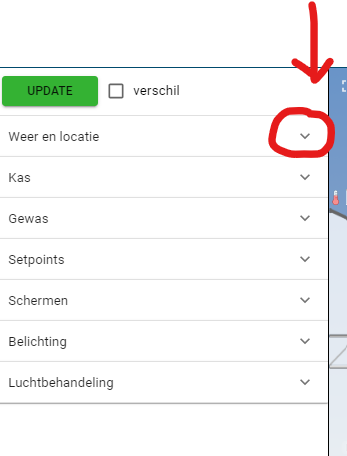 UPDATE verschil
Weer en locatie
Kas
Gewas
Setpoints
Schermen
Belichting
Luchtbehandeling